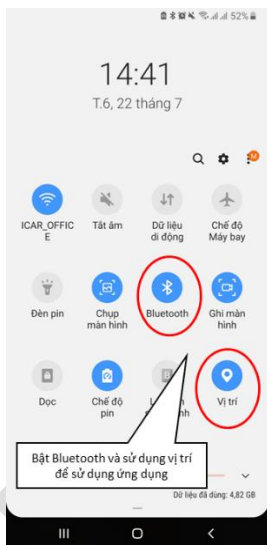 52%
14:41
T.6, 22 tháng 7
M
ICAR_OFFIC
E
Tắt âm
Dữ liệu
di động
Chế độ
Máy bay
Đèn pin
Chụp
màn hình
Bluetooth
Ghi màn
hình
Dọc
Chế độ
pin
Vị trí
Bật Bluetooth và sử dụng vị trí
để sử dụng ứng dụng
Dữ liệu đã dùng: 4,82 GB